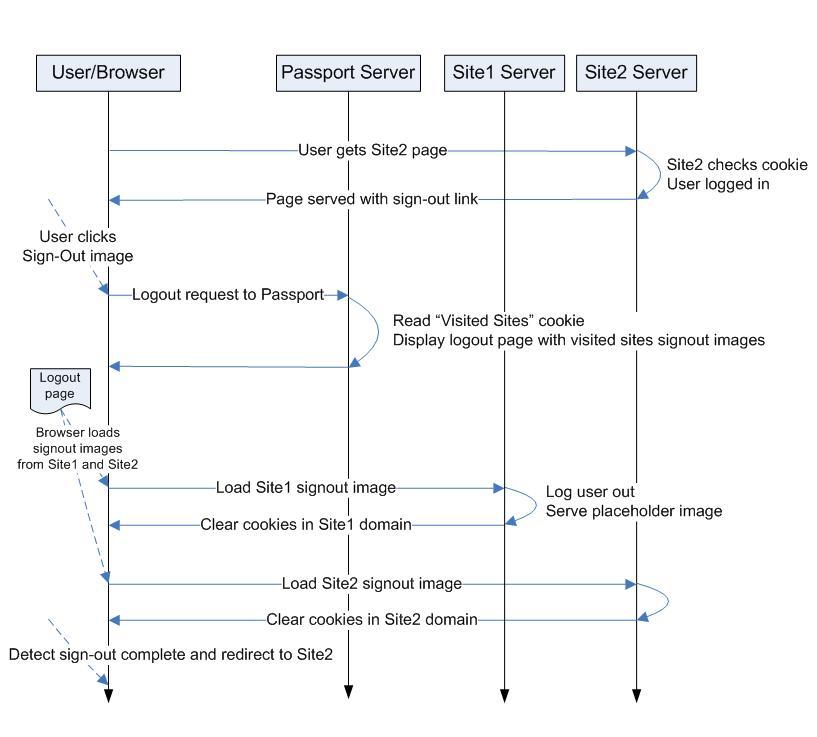 User/Browser
Passport Server
Site1 Server
Site2 Server
User gets Site2 page
Site2 checks cookie
User logged in
Page served with sign-out link
User clicks
Sign-Out image
Logout request to Passport
Read “Visited Sites” cookie
Display logout page with visited sites signout images
Logout
page
Browser loads
signout images
from Site1 and Site2
Load Site1 signout image
Log user out
Serve placeholder image
Clear cookies in Site1 domain
Load Site2 signout image
Clear cookies in Site2 domain
Detect sign-out complete and redirect to Site2